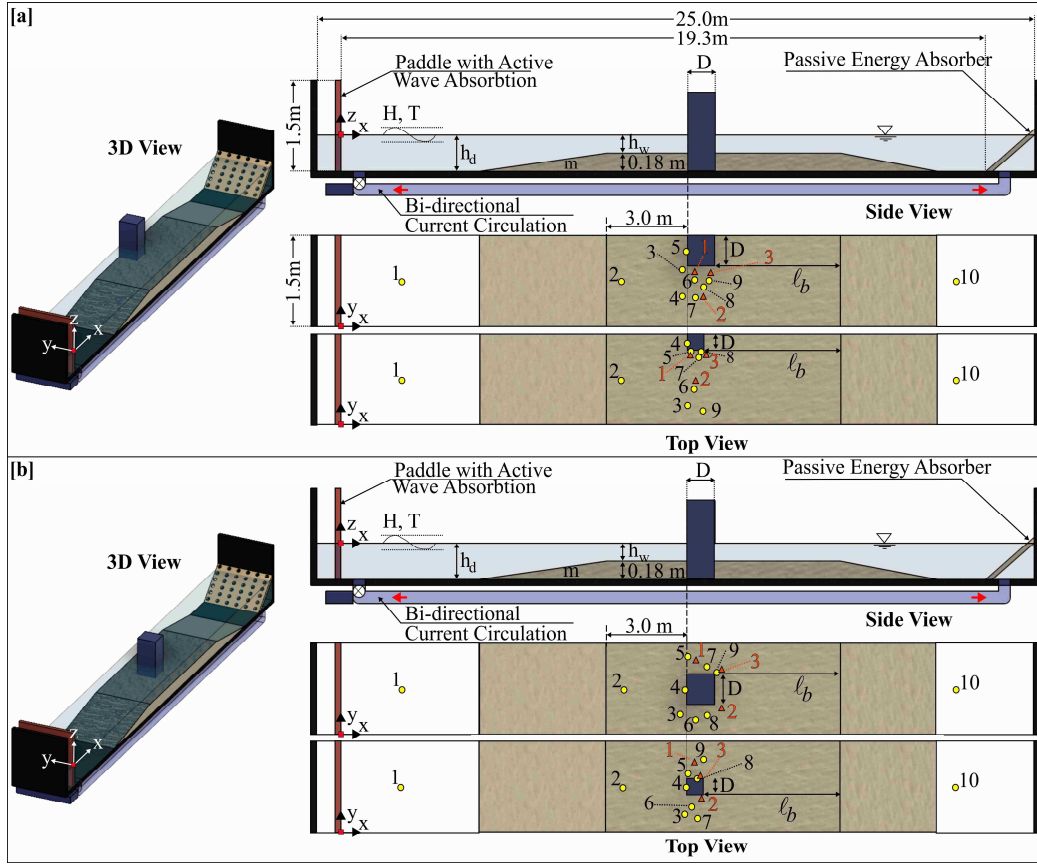 [a]
25.0m
19.3m
Paddle with Active
Wave Absorbtion
D
Passive Energy Absorber
3D View
1.5m
z
x
H, T
h_d
h_w
m
0.18 m
Bi-directional
Current Circulation
Side View
3.0 m
1.5m
1
2
3
4
5
6
7
8
9
10
1
2
3
D
ℓ_b
y
x
1
2
3
4
5
6
7
8
9
10
1
2
3
D
ℓ_b
y
x
z
y
x
Top View
[b]
Paddle with Active
Wave Absorbtion
D
Passive Energy Absorber
3D View
z
x
H, T
h_d
h_w
m
0.18 m
Bi-directional
Current Circulation
Side View
3.0 m
1
2
3
4
5
6
7
8
9
10
1
2
3
D
ℓ_b
y
x
1
2
3
4
5
6
7
8
9
10
1
2
3
D
ℓ_b
y
x
z
y
x
Top View